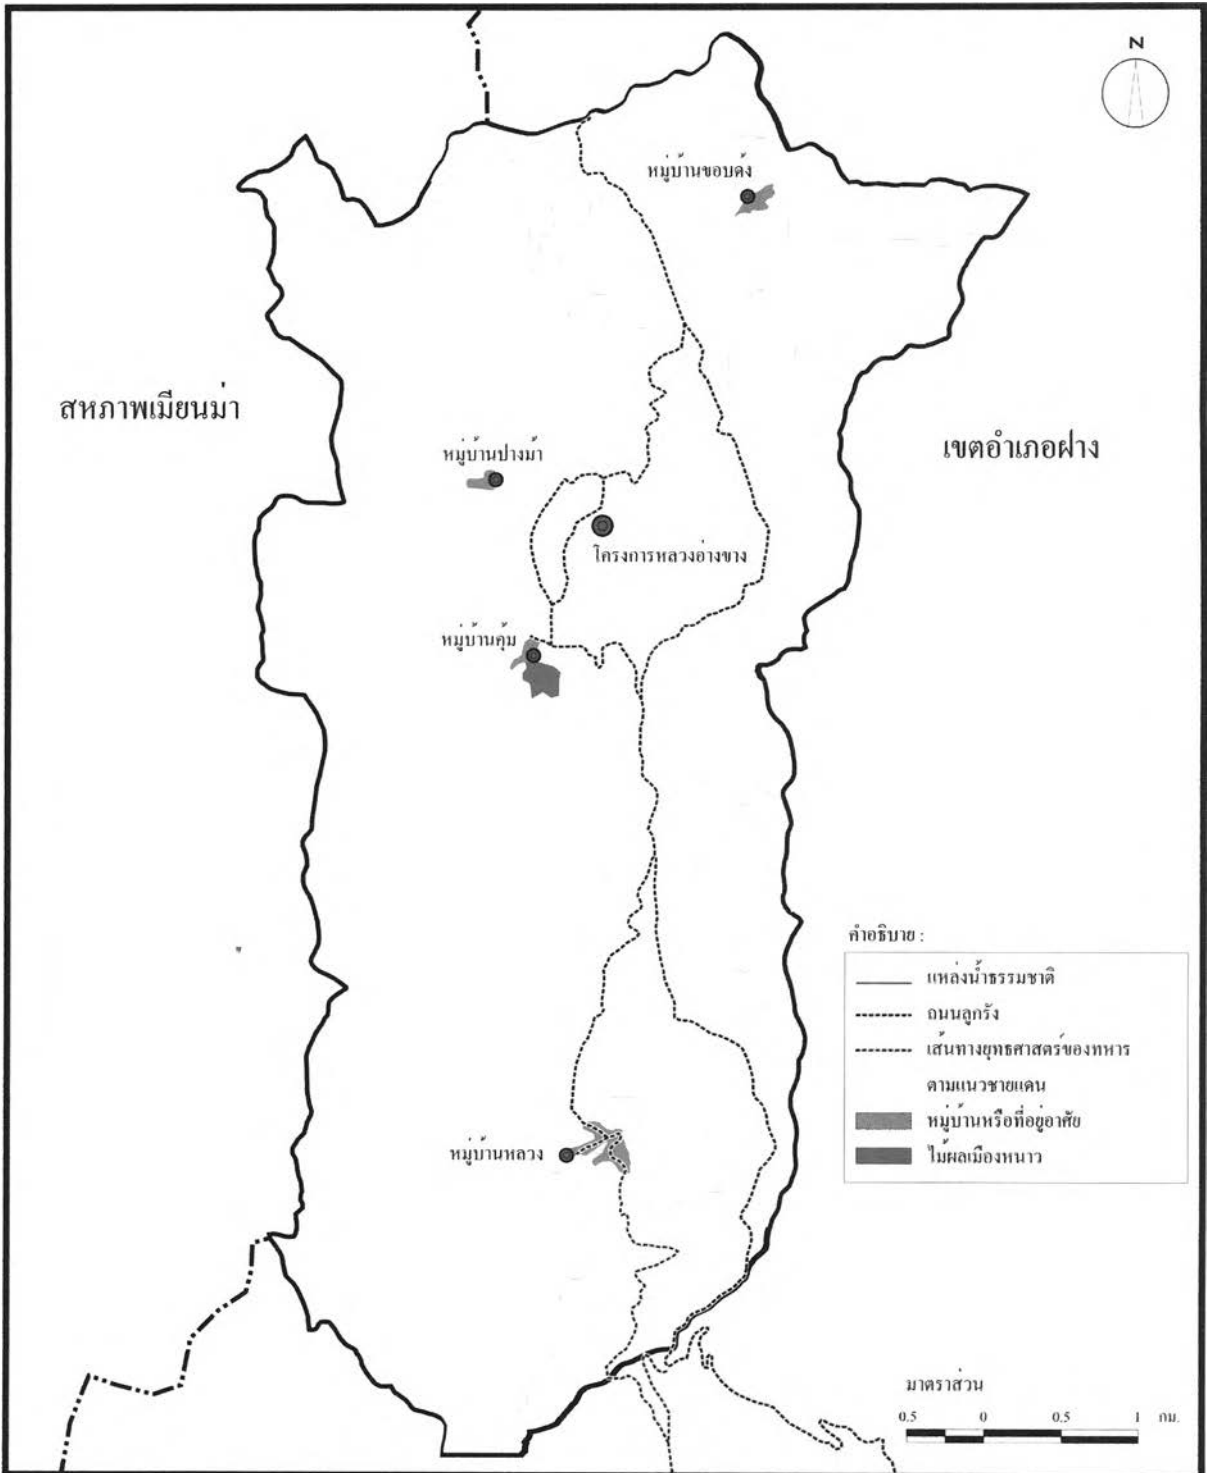 N
หมู่บ้านขอบด้ง
สหภาพเมียนม่า
เขตอำเภอฝาง
หมู่บ้านปางม้า
โครงการหลวงอ่างขาง
หมู่บ้านคุ้ม
คำอธิบาย :
แหล่งน้ำธรรมชาติ
ถนนลูกรัง
เส้นทางยุทธศาสตร์ของทหาร
ตามแนวชายแดน
หมู่บ้านหรือที่อยู่อาศัย
ไม้ผลเมืองหนาว
หมู่บ้านหลวง
มาตราส่วน
0.5 0 0.5 1 กม.